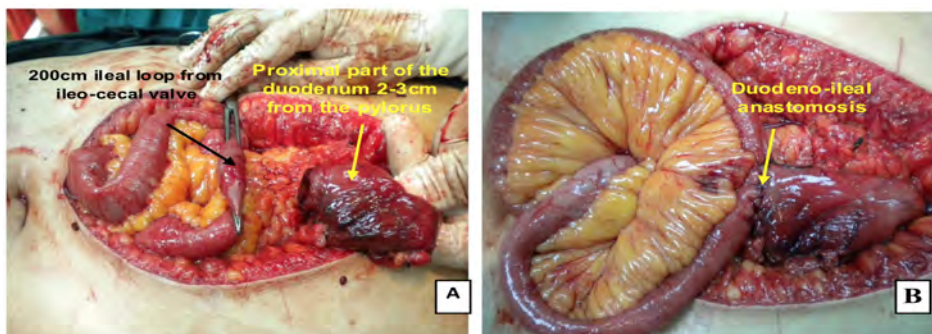 200cm ileal loop from
ileo-cecal valve
Proximal part of the
duodenum 2-3cm
from the pylorus
A
Duodeno-ileal
anastomosis
B